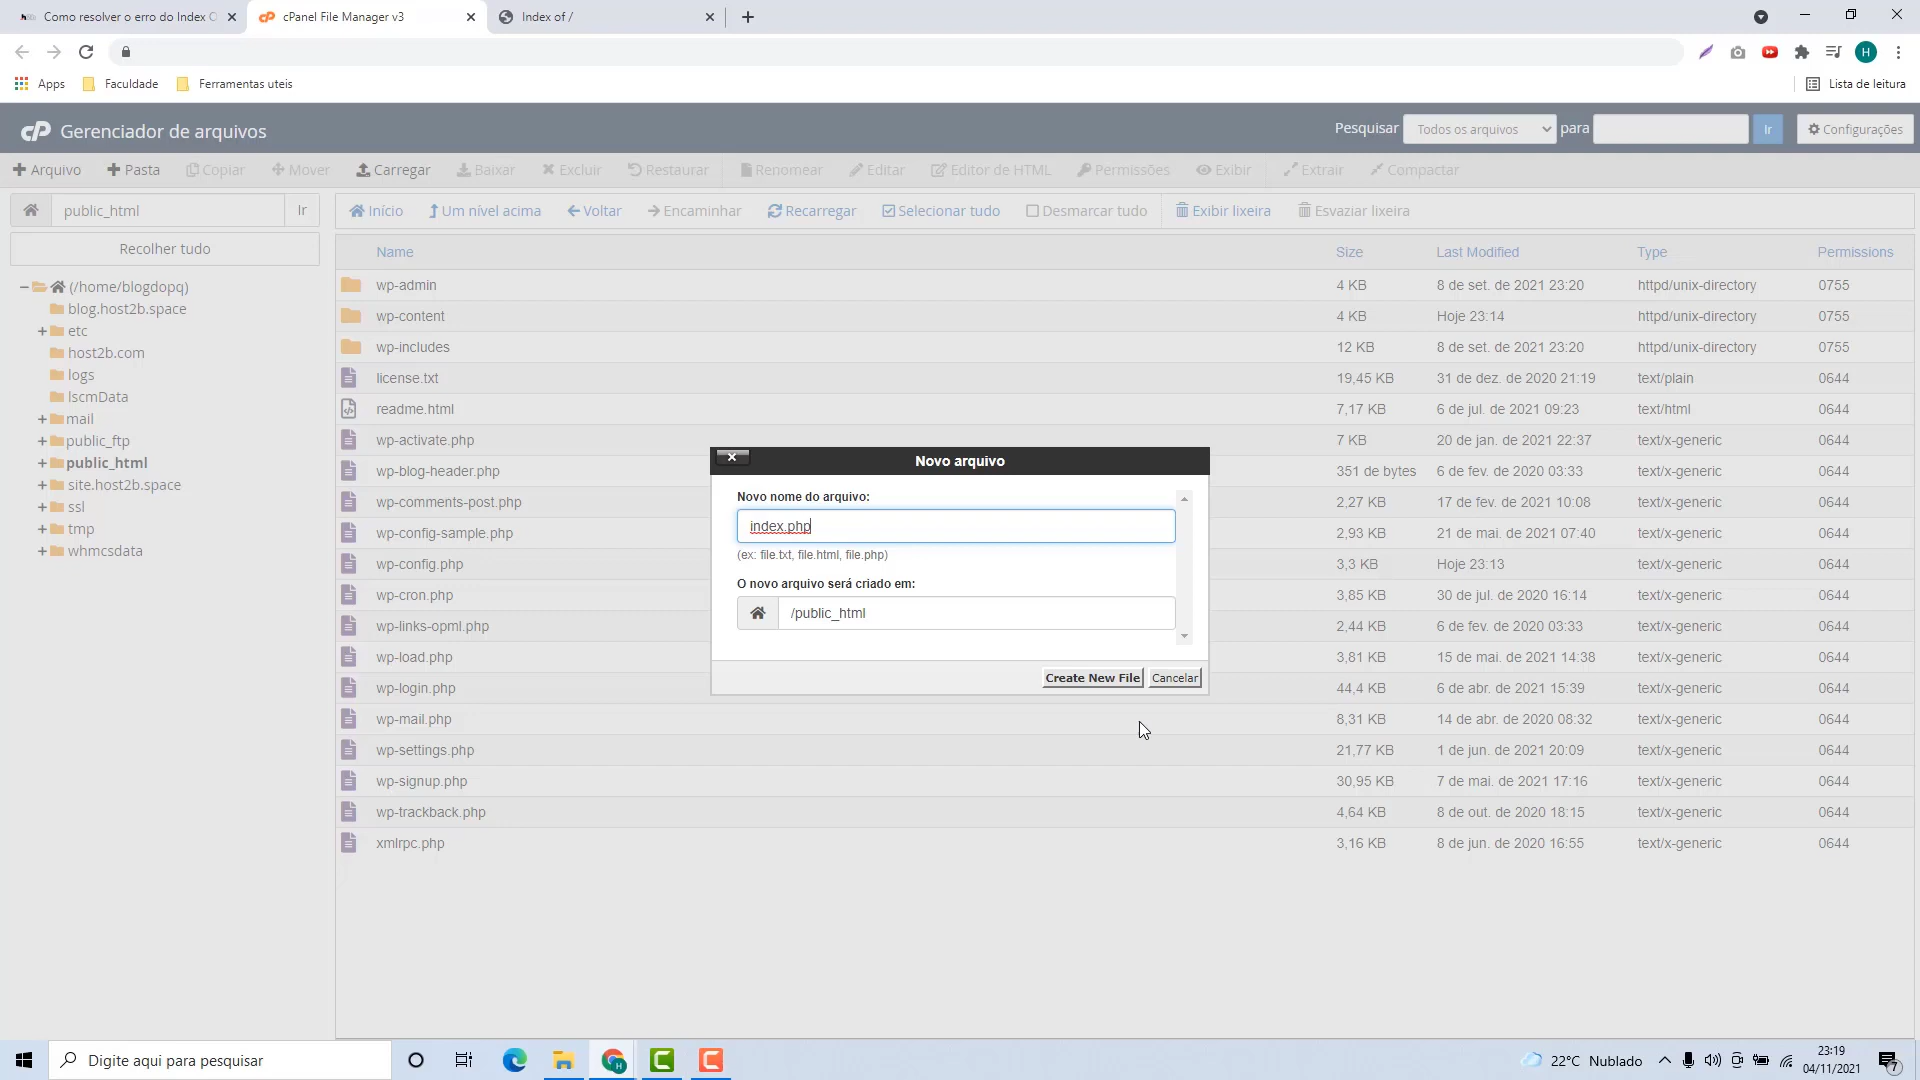 Como resolver o erro do Index O
cPanel File Manager v3
Index of /
H
Apps
Faculdade
Ferramentas uteis
Lista de leitura
cP Gerenciador de arquivos
Pesquisar
Todos os arquivos
para
Ir
Configurações
Arquivo
Pasta
Copiar
Mover
Carregar
Baixar
Excluir
Restaurar
Renomear
Editar
Editor de HTML
Permissões
Exibir
Extrair
Compactar
public_html
Ir
Início
Um nível acima
Voltar
Encaminhar
Recarregar
Selecionar tudo
Desmarcar tudo
Exibir lixeira
Esvaziar lixeira
Recolher tudo
(/home/blogdopq)
blog.host2b.space
etc
host2b.com
logs
lscmData
mail
public_ftp
public_html
site.host2b.space
ssl
tmp
whmcsdata
Name Size Last Modified Type Permissions
wp-admin 4 KB 8 de set. de 2021 23:20 httpd/unix-directory 0755
wp-content 4 KB Hoje 23:14 httpd/unix-directory 0755
wp-includes 12 KB 8 de set. de 2021 23:20 httpd/unix-directory 0755
license.txt 19,45 KB 31 de dez. de 2020 21:19 text/plain 0644
readme.html 7,17 KB 6 de jul. de 2021 09:23 text/html 0644
wp-activate.php 7 KB 20 de jan. de 2021 22:37 text/x-generic 0644
wp-blog-header.php 351 de bytes 6 de fev. de 2020 03:33 text/x-generic 0644
wp-comments-post.php 2,27 KB 17 de fev. de 2021 10:08 text/x-generic 0644
wp-config-sample.php 2,93 KB 21 de mai. de 2021 07:40 text/x-generic 0644
wp-config.php 3,3 KB Hoje 23:13 text/x-generic 0644
wp-cron.php 3,85 KB 30 de jul. de 2021 16:14 text/x-generic 0644
wp-links-opml.php 2,44 KB 6 de fev. de 2020 03:33 text/x-generic 0644
wp-load.php 3,81 KB 15 de mai. de 2021 14:38 text/x-generic 0644
wp-login.php 44,4 KB 6 de abr. de 2021 15:39 text/x-generic 0644
wp-mail.php 8,31 KB 14 de abr. de 2020 08:32 text/x-generic 0644
wp-settings.php 21,77 KB 1 de jun. de 2021 20:09 text/x-generic 0644
wp-signup.php 30,95 KB 7 de mai. de 2021 17:16 text/x-generic 0644
wp-trackback.php 4,64 KB 8 de out. de 2020 18:15 text/x-generic 0644
xmlrpc.php 3,16 KB 8 de jun. de 2020 16:55 text/x-generic 0644
Novo arquivo
Novo nome do arquivo:
index.php
(ex: file.txt, file.html, file.php)
O novo arquivo será criado em:
/public_html
Create New File
Cancelar
Digite aqui para pesquisar
22°C Nublado
23:19
04/11/2021
7